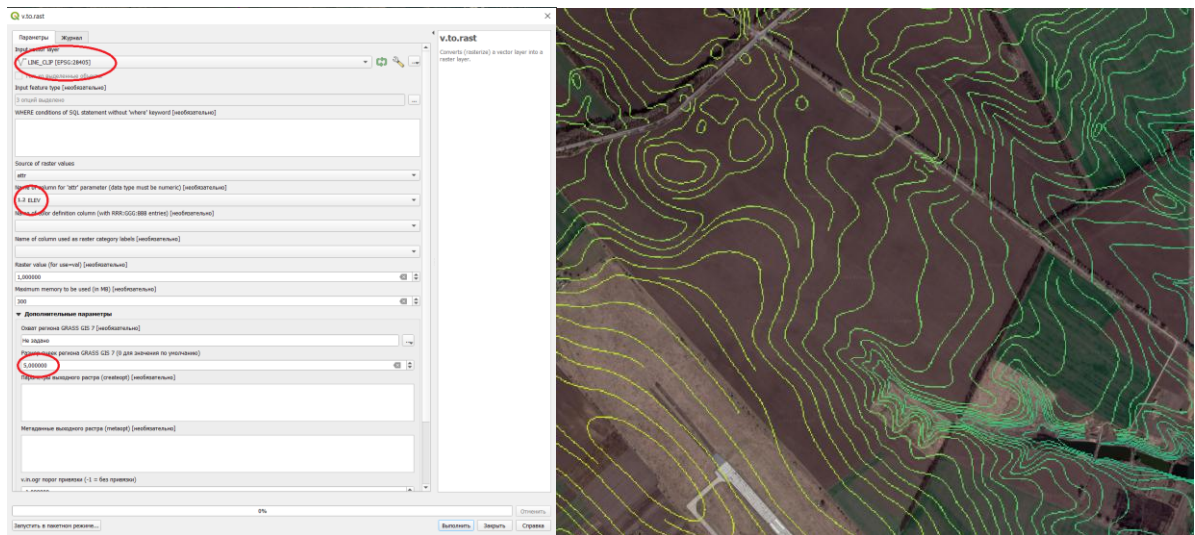 v.to.rast
Параметры
Журнал
Input vector layer
LINE_CLIP [EPSG:28405]
Input feature type [необязательно]
3 опций выделено
WHERE conditions of SQL statement without 'where' keyword [необязательно]
Source of raster values
attr
Name of column for 'attr' parameter (data type must be numeric) [необязательно]
1.2 ELEV
Name of color definition column (with RRR:GGG:BBB entries) [необязательно]
Name of column used as raster category labels [необязательно]
Raster value (for use=val) [необязательно]
1,000000
Maximum memory to be used (in MB) [необязательно]
300
Дополнительные параметры
Охват региона GRASS GIS 7 [необязательно]
Не задано
Размер ячеек региона GRASS GIS 7 (0 для значения по умолчанию)
5,000000
Параметры выходного растра (createopt) [необязательно]
Метаданные выходного растра (metaopt) [необязательно]
v.in.ogr порог привязки (-1 = без привязки)
0%
Отменить
Запустить в пакетном режиме...
Выполнить
Закрыть
Справка
v.to.rast
Converts (rasterize) a vector layer into a
raster layer.